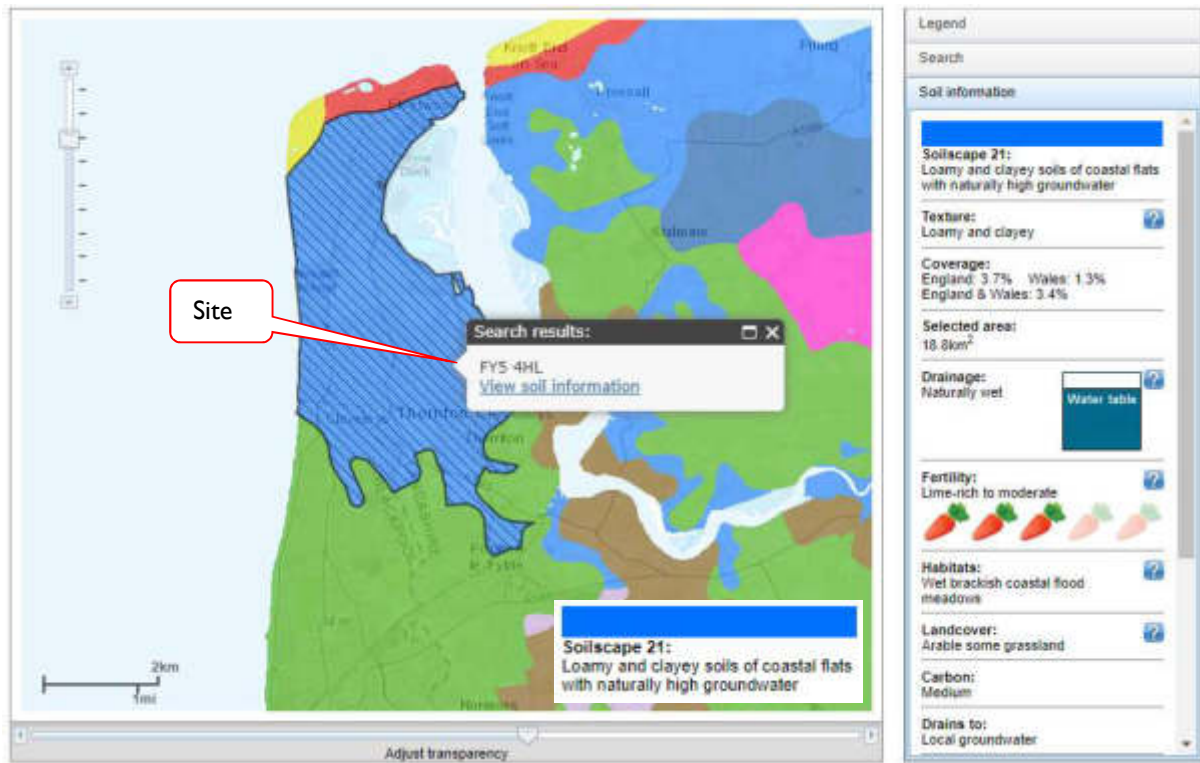 Knott End
on Sea
Preesall
Site
Search results:
FY5 4HL
View soil information
Thornton
2km
1mi
Soilscape 21:
Loamy and clayey soils of coastal flats
with naturally high groundwater
Adjust transparency
Legend
Search
Soil information
Soilscape 21:
Loamy and clayey soils of coastal flats
with naturally high groundwater
Texture:
Loamy and clayey
Coverage:
England: 3.7% Wales: 1.3%
England & Wales: 3.4%
Selected area:
18.8km²
Drainage:
Naturally wet
Water table
Fertility:
Lime-rich to moderate
Habitats:
Wet brackish coastal flood
meadows
Landcover:
Arable some grassland
Carbon:
Medium
Drains to:
Local groundwater